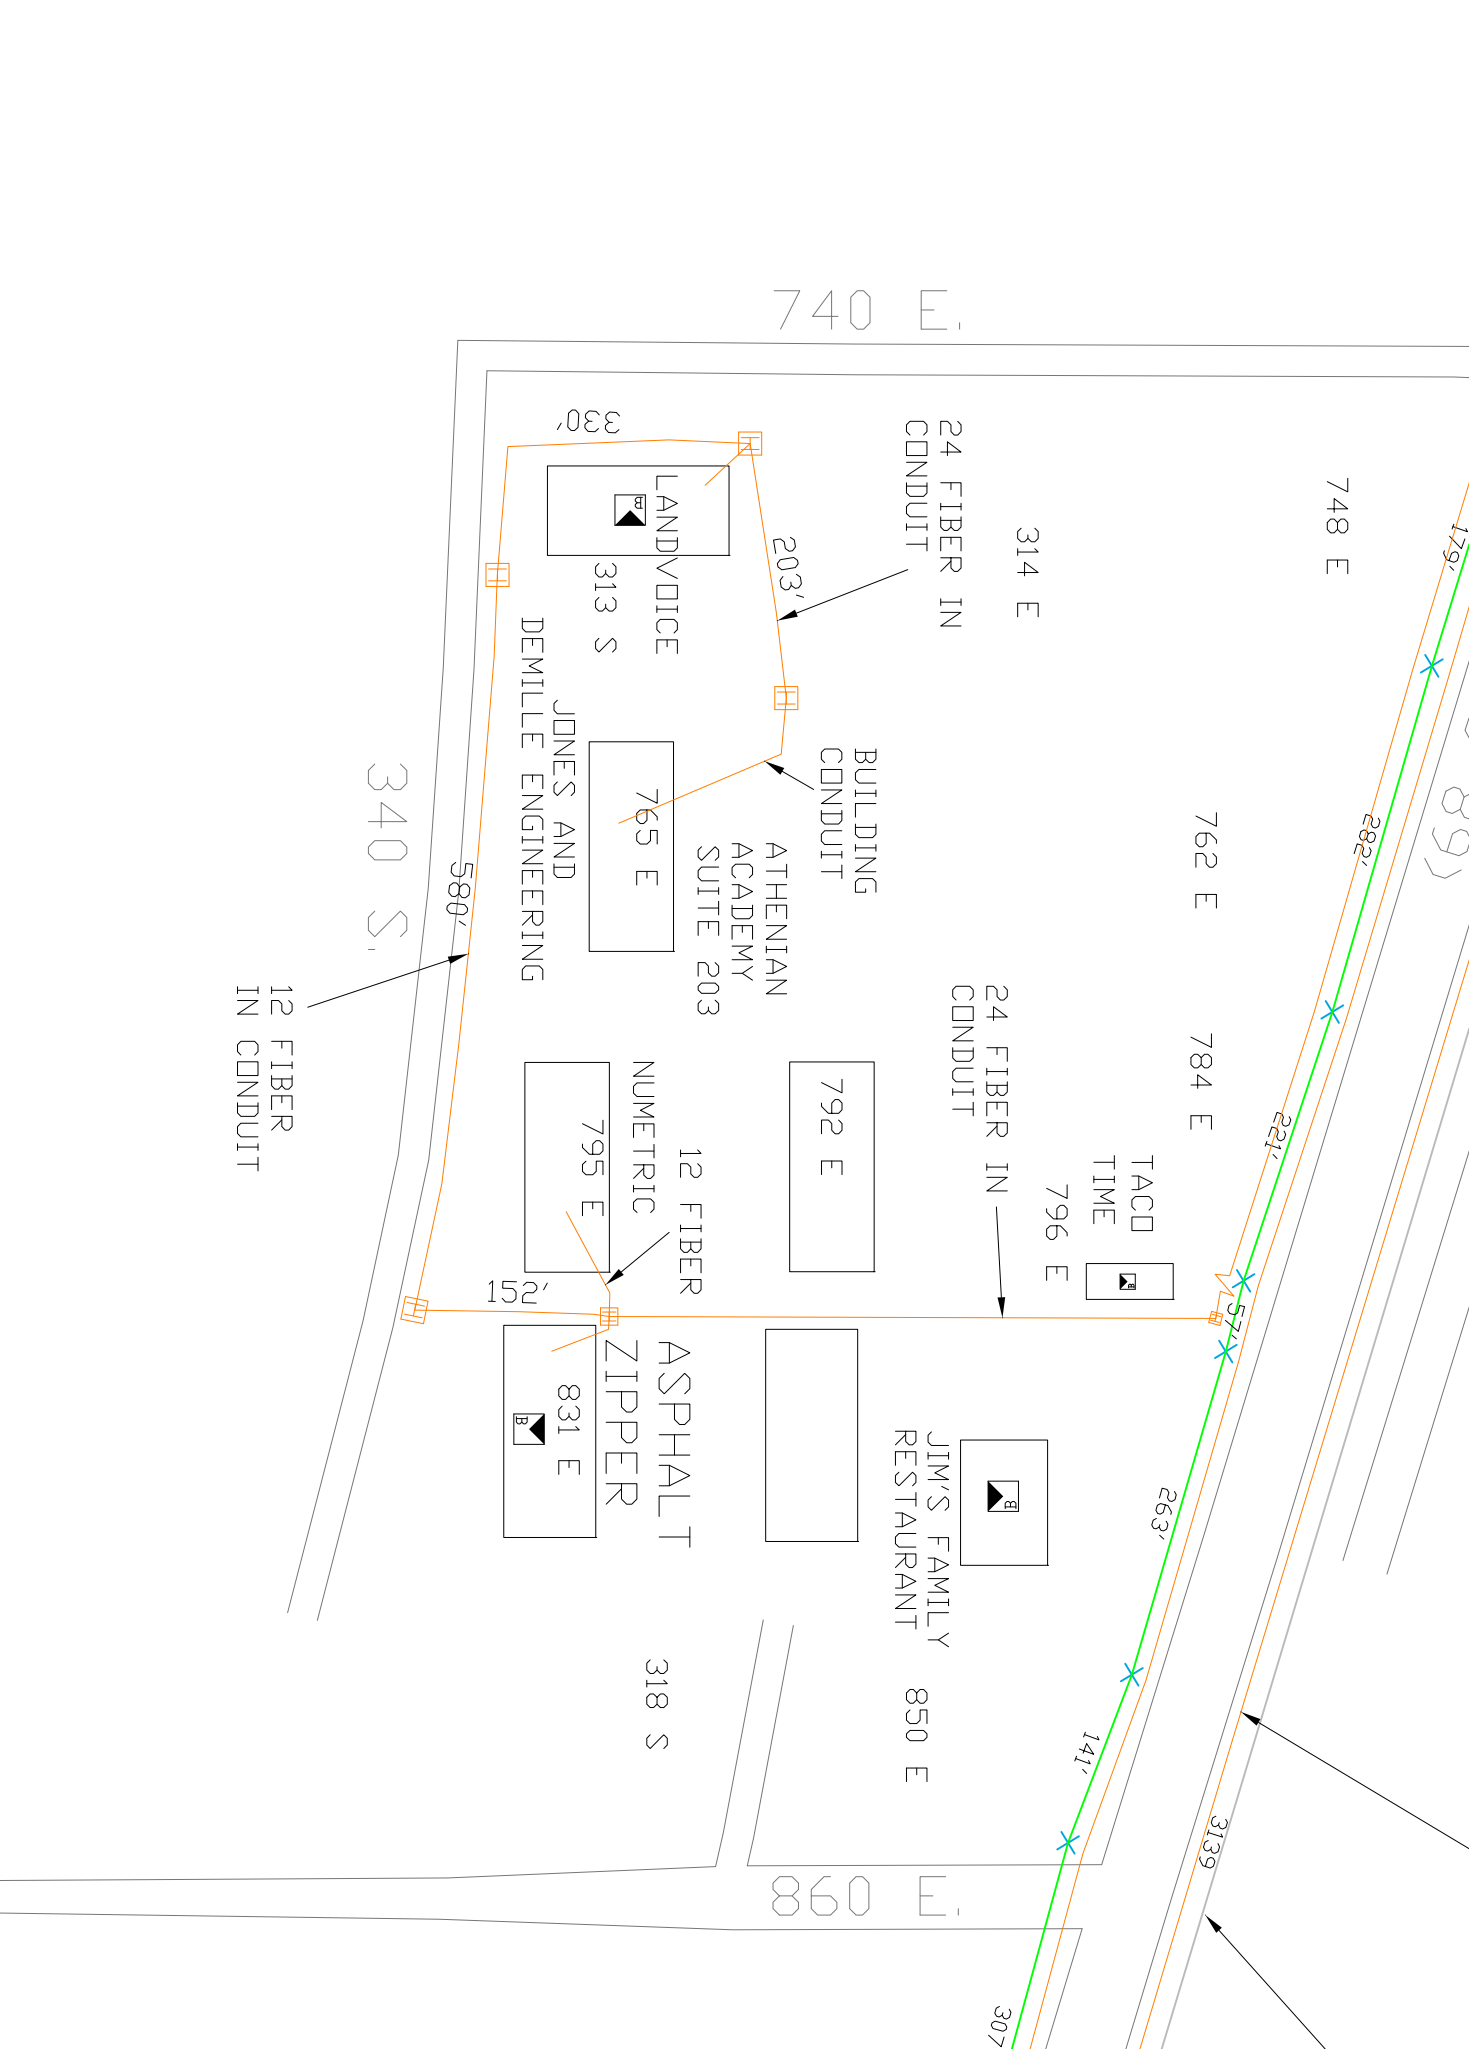 740 E.
330'
LANDVOICE
B
313 S
203'
24 FIBER IN
CONDUIT
314 E
748 E
179'
DEMILLE ENGINEERING
JONES AND
765 E
BUILDING
CONDUIT
ATHENIAN
ACADEMY
SUITE 203
762 E
282'
89)
340 S.
580'
12 FIBER
IN CONDUIT
24 FIBER IN
CONDUIT
784 E
221'
NUMETRIC
795 E
12 FIBER
792 E
TACO
TIME
796 E
B
57'
152'
ASPHALT
ZIPPER
831 E
B
JIM'S FAMILY
RESTAURANT
B
263'
318 S
850 E
141'
3139
860 E.
307